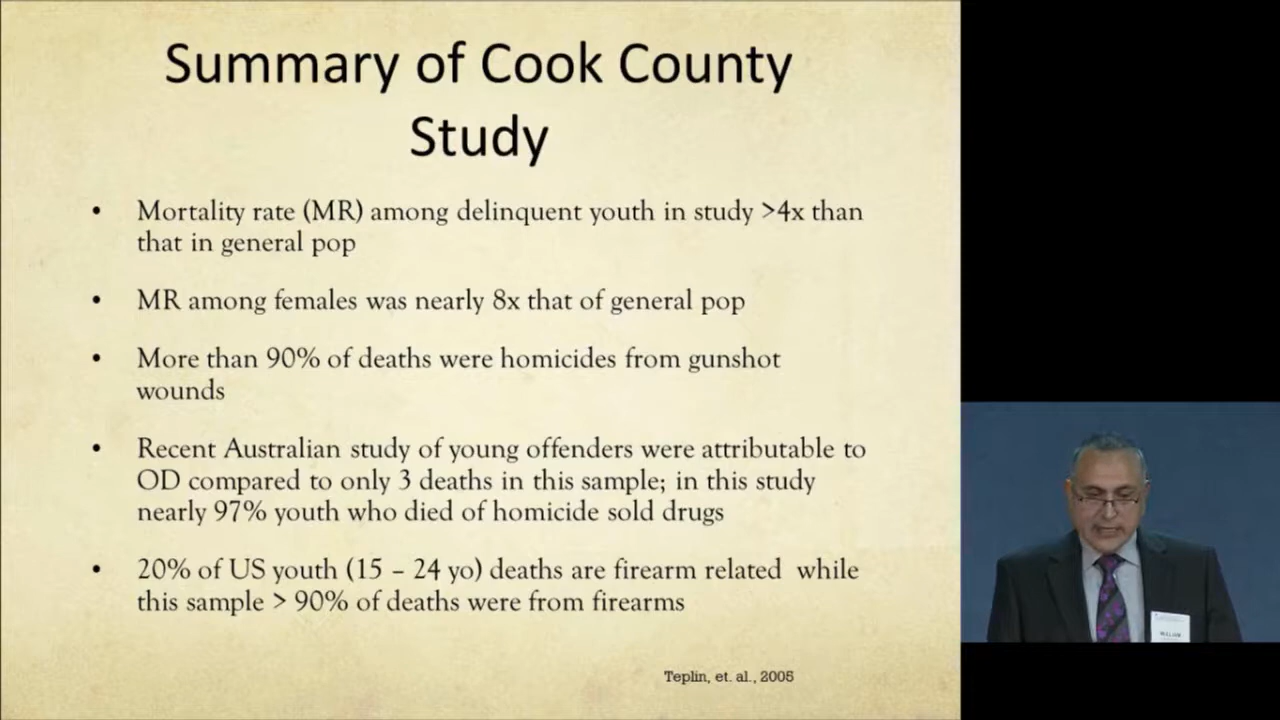 Summary of Cook County
Study
• Mortality rate (MR) among delinquent youth in study >4x than
that in general pop
• MR among females was nearly 8x that of general pop
• More than 90% of deaths were homicides from gunshot
wounds
• Recent Australian study of young offenders were attributable to
OD compared to only 3 deaths in this sample; in this study
nearly 97% youth who died of homicide sold drugs
• 20% of US youth (15 – 24 yo) deaths are firearm related while
this sample > 90% of deaths were from firearms
Teplin, et. al., 2005